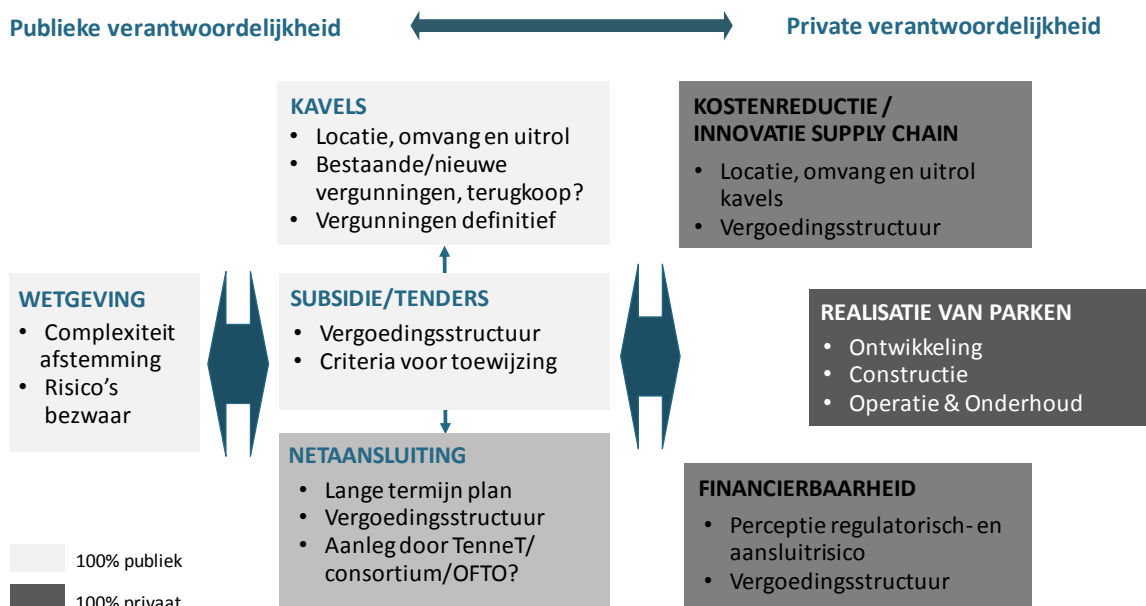 Publieke verantwoordelijkheid
Private verantwoordelijkheid
KAVELS
• Locatie, omvang en uitrol
• Bestaande/nieuwe
vergunningen, terugkoop?
• Vergunningen definitief
KOSTENREDUCTIE /
INNOVATIE SUPPLY CHAIN
• Locatie, omvang en uitrol
kavels
• Vergoedingsstructuur
WETGEVING
• Complexiteit
afstemming
• Risico's
bezwaar
SUBSIDIE/TENDERS
• Vergoedingsstructuur
• Criteria voor toewijzing
REALISATIE VAN PARKEN
• Ontwikkeling
• Constructie
• Operatie & Onderhoud
NETAANSLUITING
• Lange termijn plan
• Vergoedingsstructuur
• Aanleg door TenneT/
consortium/OFTO?
FINANCIERBAARHEID
• Perceptie regulatorisch- en
aansluitrisico
• Vergoedingsstructuur
100% publiek
100% privaat